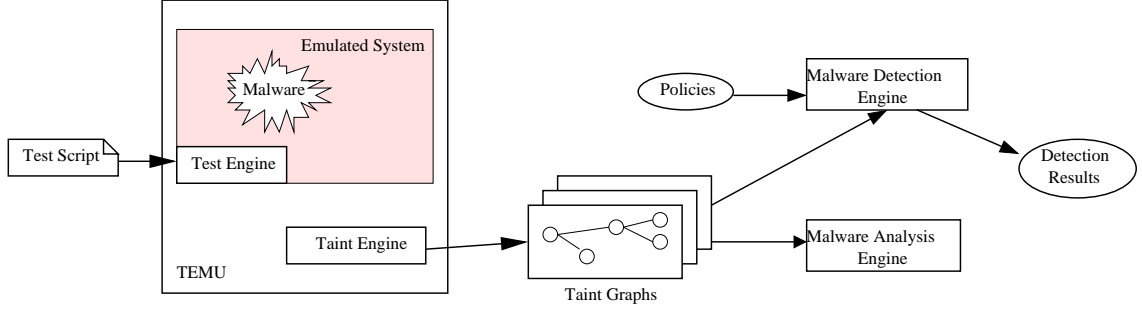 Emulated System
Malware
Test Script
Test Engine
Taint Engine
TEMU
Taint Graphs
Policies
Malware Detection
Engine
Detection
Results
Malware Analysis
Engine